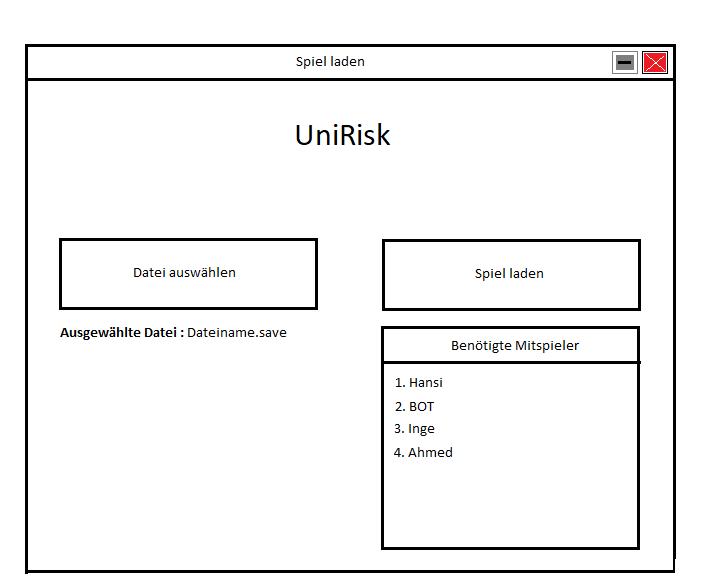 Spiel laden
UniRisk
Datei auswählen
Spiel laden
Ausgewählte Datei : Dateiname.save
Benötigte Mitspieler
1. Hansi
2. BOT
3. Inge
4. Ahmed